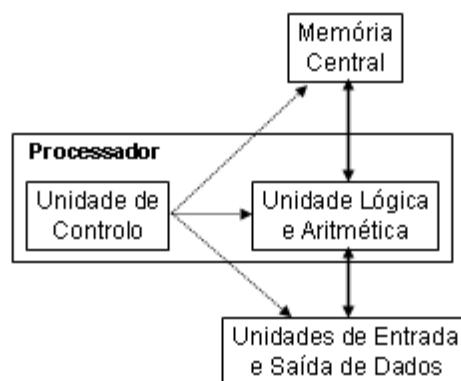 Memória
Central
Processador
Unidade de
Controlo
Unidade Lógica
e Aritmética
Unidades de Entrada
e Saída de Dados